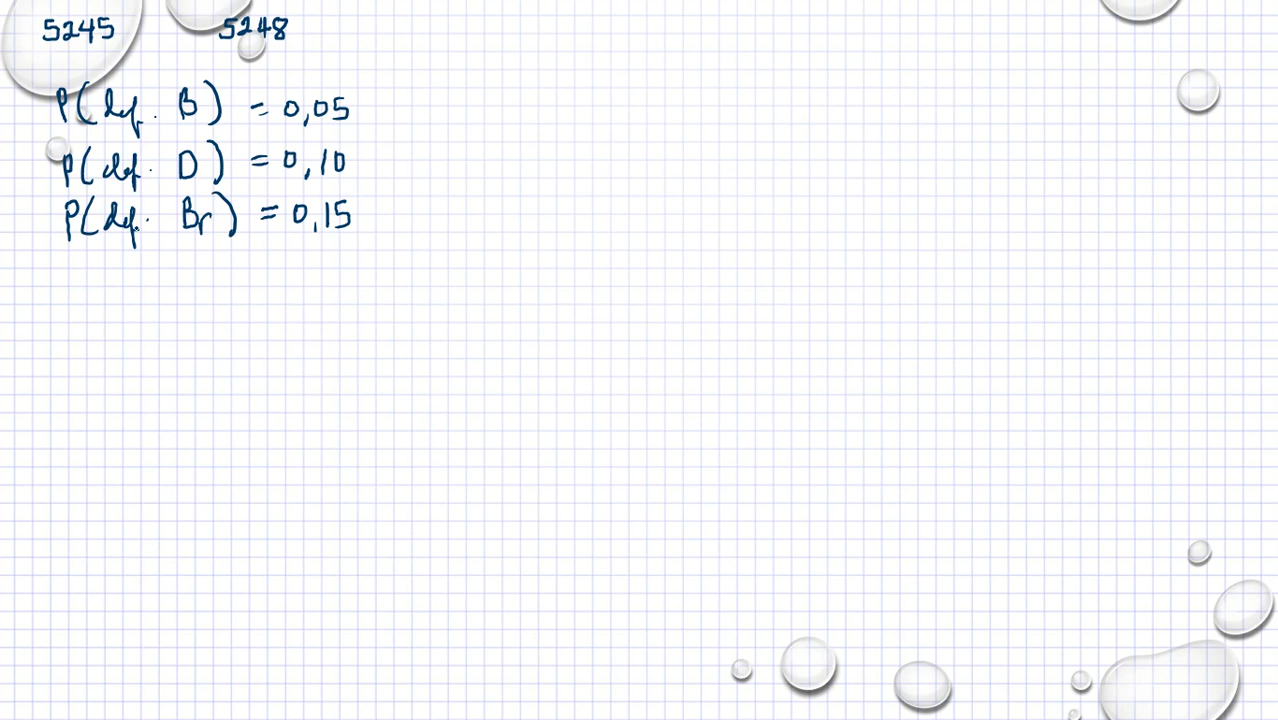 5245 5248
P(def. B) = 0,05
P(def. D) = 0,10
P(def. Br) = 0,15